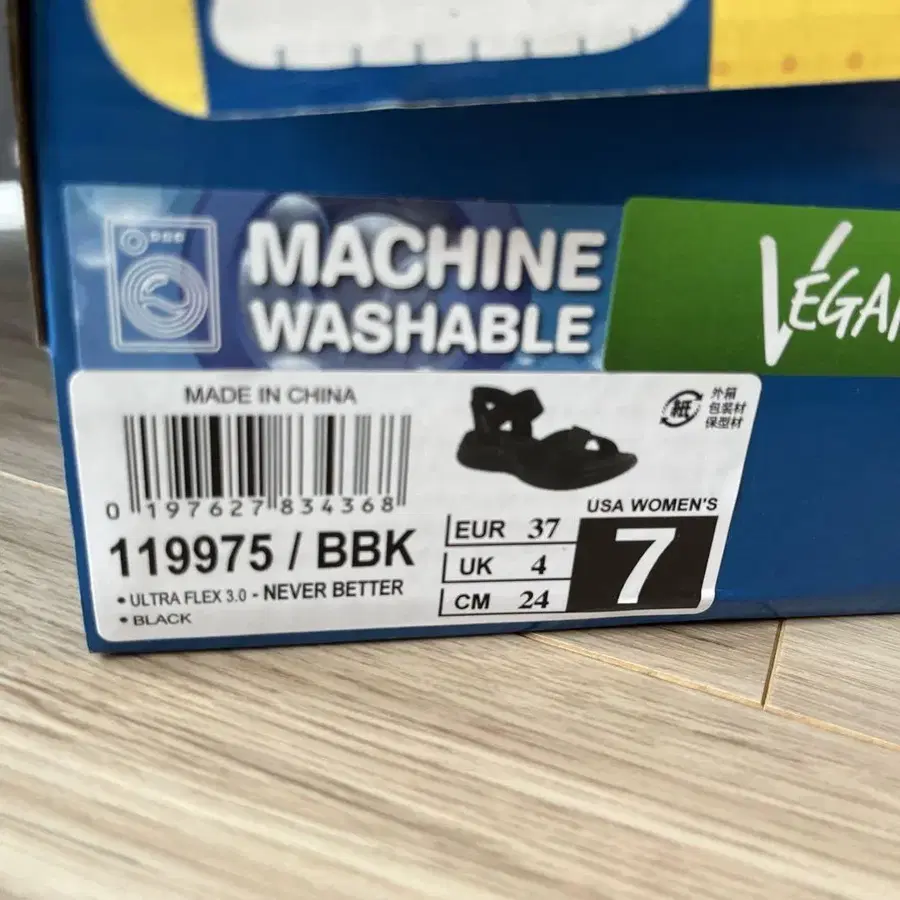 MACHINE
WASHABLE
VEGAN
MADE IN CHINA
0 197627 834368
119975 / BBK
• ULTRA FLEX 3.0 - NEVER BETTER
• BLACK
紙
外箱
包装材
保型材
USA WOMEN'S
EUR 37
UK 4
CM 24
7